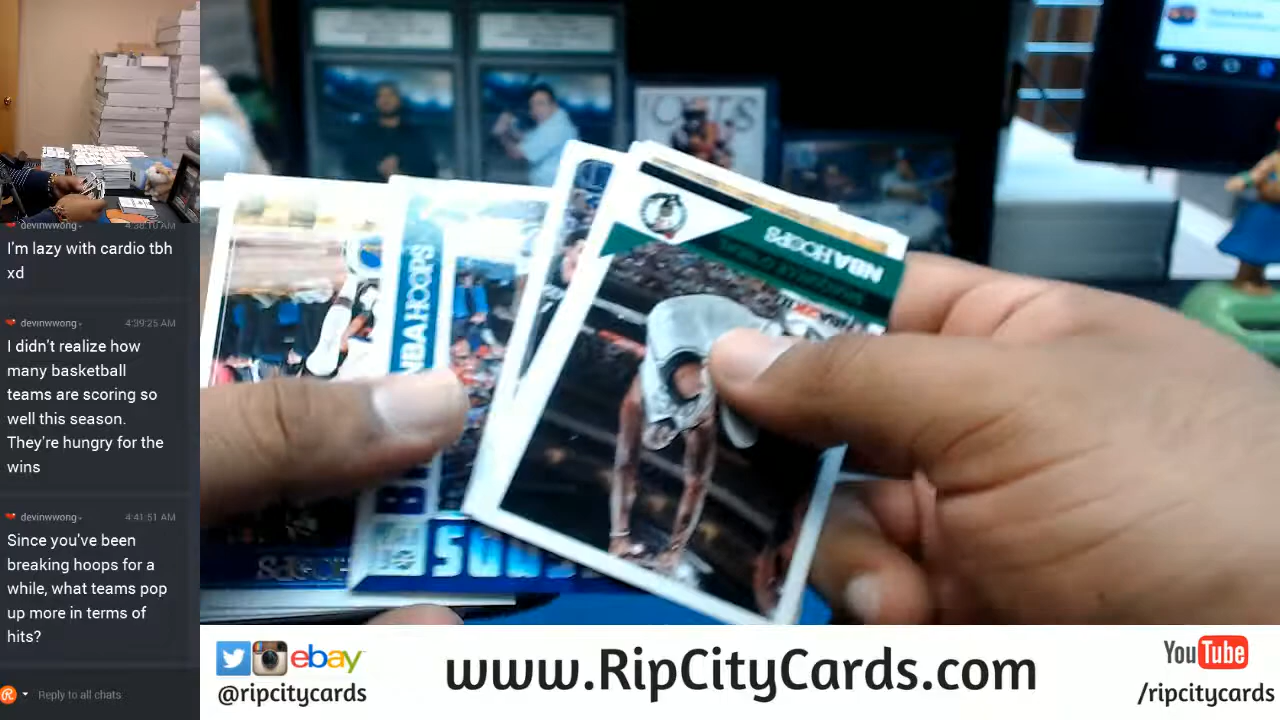 devinwwong 4:38:10 AM
I'm lazy with cardio tbh
xd
devinwwong 4:39:25 AM
I didn't realize how
many basketball
teams are scoring so
well this season.
They're hungry for the
wins
devinwwong 4:41:51 AM
Since you've been
breaking hoops for a
while, what teams pop
up more in terms of
hits?
Reply to all chats
NBA HOOPS
NBA HOOPS
ebay
@ripcitycards
www.RipCityCards.com
YouTube
/ripcitycards